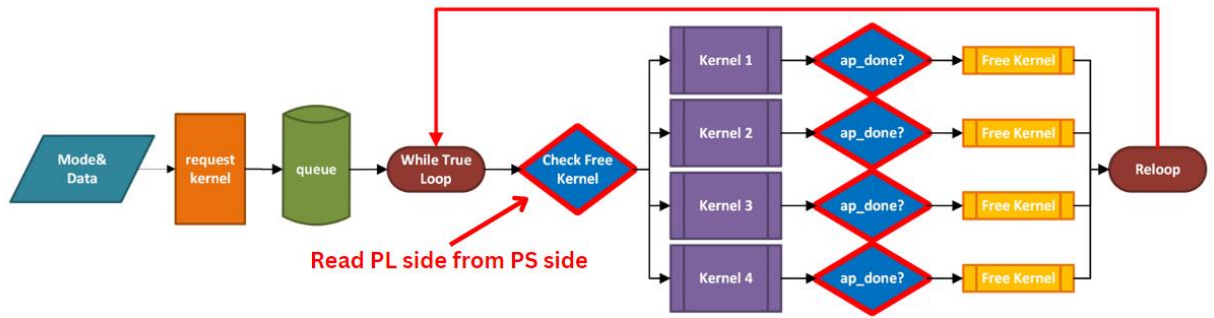 Mode&
Data
request
kernel
queue
While True
Loop
Check Free
Kernel
Read PL side from PS side
Kernel 1
ap_done?
Free Kernel
Kernel 2
ap_done?
Free Kernel
Kernel 3
ap_done?
Free Kernel
Kernel 4
ap_done?
Free Kernel
Reloop